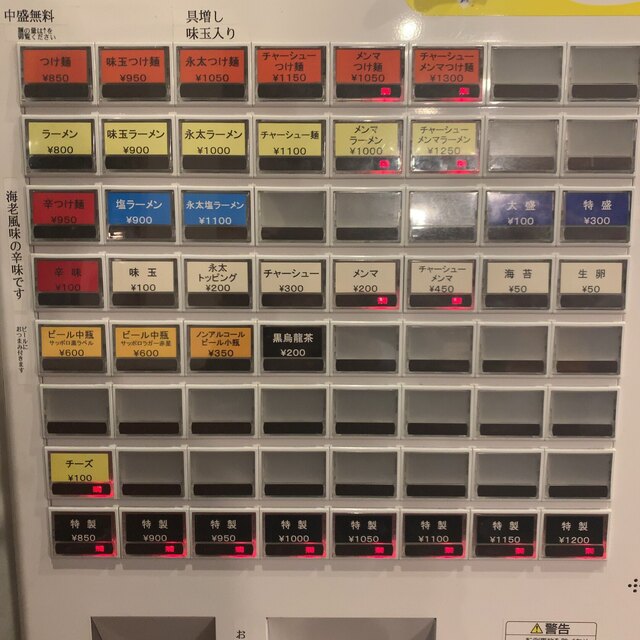 中盛無料
具増し
味玉入り
つけ麺
¥850
味玉つけ麺
¥950
永太つけ麺
¥1050
チャーシュー
つけ麺
¥1150
メンマ
つけ麺
¥1050
チャーシュー
メンマつけ麺
¥1300
ラーメン
¥800
味玉ラーメン
¥900
永太ラーメン
¥1000
チャーシュー麺
¥1100
メンマ
ラーメン
¥1000
チャーシュー
メンマラーメン
¥1250
海老風味の辛味です
辛つけ麺
¥950
塩ラーメン
¥900
永太塩ラーメン
¥1100
大盛
¥100
特盛
¥300
辛味
¥100
味玉
¥100
永太
トッピング
¥200
チャーシュー
¥300
メンマ
¥200
チャーシュー
メンマ
¥450
海苔
¥50
生卵
¥50
ビールに
おつまみ付きます
ビール中瓶
サッポロ黒ラベル
¥600
ビール中瓶
サッポロラガー赤星
¥600
ノンアルコール
ビール小瓶
¥350
黒烏龍茶
¥200
チーズ
¥100
特製
¥850
特製
¥900
特製
¥950
特製
¥1000
特製
¥1050
特製
¥1100
特製
¥1150
特製
¥1200
お
警告